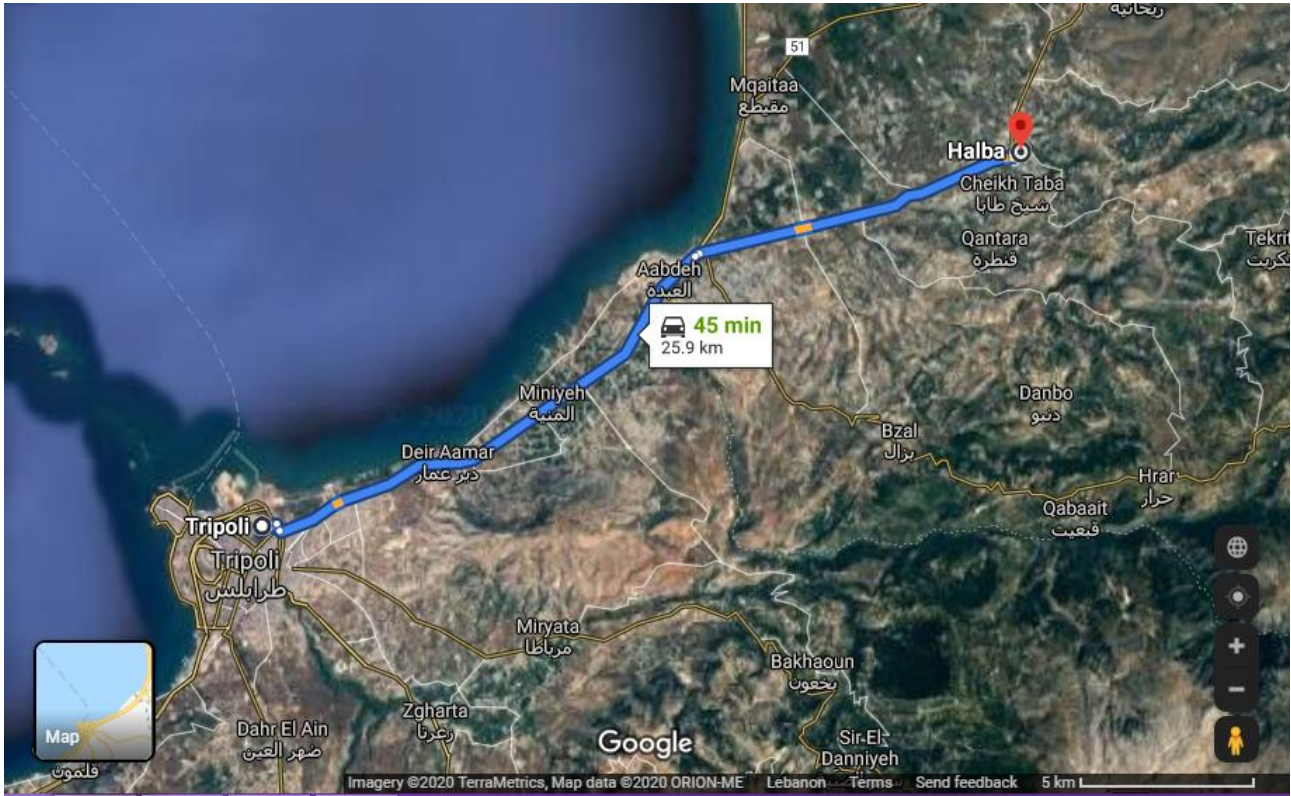 ريحانية
51
Mqaitaa
مقيطع
Halba
Cheikh Taba
شيخ طابا
Qantara
قنطرة
Tekrit
تكريت
Aabdeh
العبدة
45 min
25.9 km
Miniyeh
المنية
Danbo
دنبو
Bzal
بزال
Deir Aamar
دير عمار
Hrar
حرار
Qabaait
قبعيت
Tripoli
Tripoli
طرابلس
Miryata
مرياطا
Bakhaoun
بخعون
Zgharta
زغرتا
Dahr El Ain
ضهر العين
Map
قلمون
Google
Sir El-
Danniyeh
Imagery ©2020 TerraMetrics, Map data ©2020 ORION-ME Lebanon Terms Send feedback 5 km